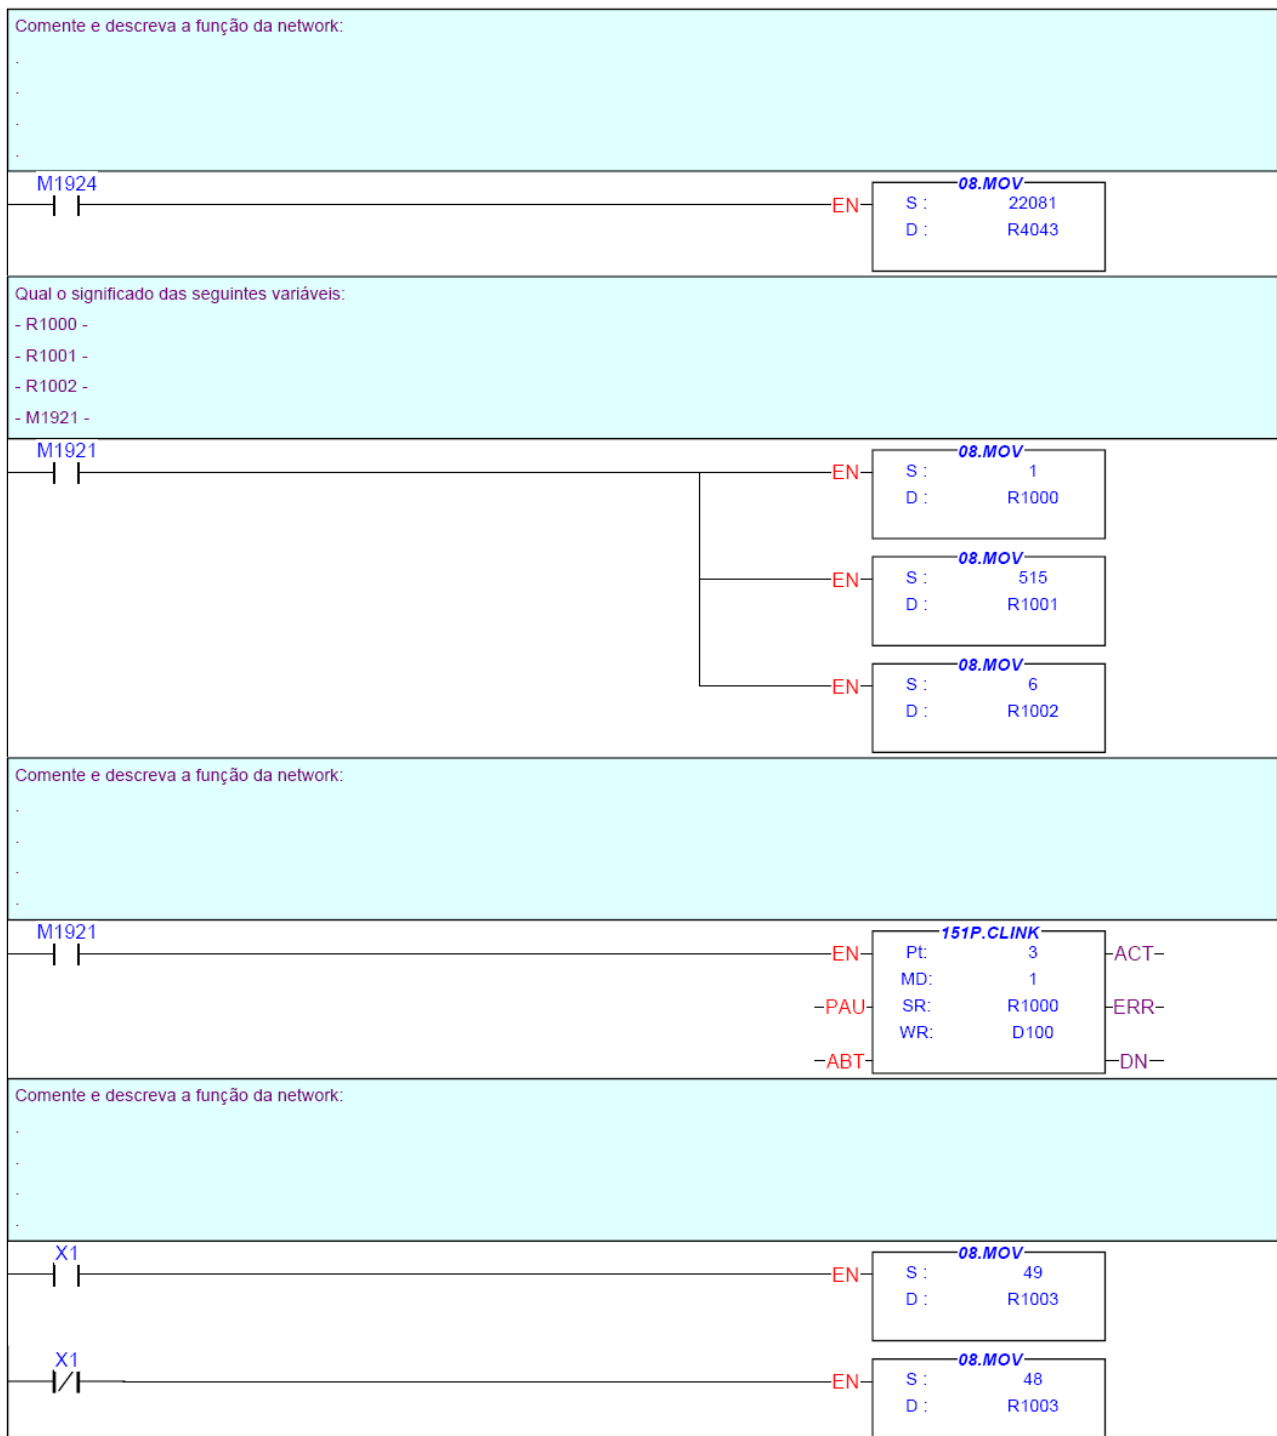 Comente e descreva a função da network:
.
.
.
.
M1924
08.MOV
EN
S : 22081
D : R4043
Qual o significado das seguintes variáveis:
- R1000 -
- R1001 -
- R1002 -
- M1921 -
M1921
08.MOV
EN
S : 1
D : R1000
08.MOV
EN
S : 515
D : R1001
08.MOV
EN
S : 6
D : R1002
Comente e descreva a função da network:
.
.
.
.
M1921
151P.CLINK
EN Pt: 3 ACT
MD: 1
PAU SR: R1000 ERR
WR: D100
ABT DN
Comente e descreva a função da network:
.
.
.
.
X1
08.MOV
EN
S : 49
D : R1003
X1
08.MOV
EN
S : 48
D : R1003